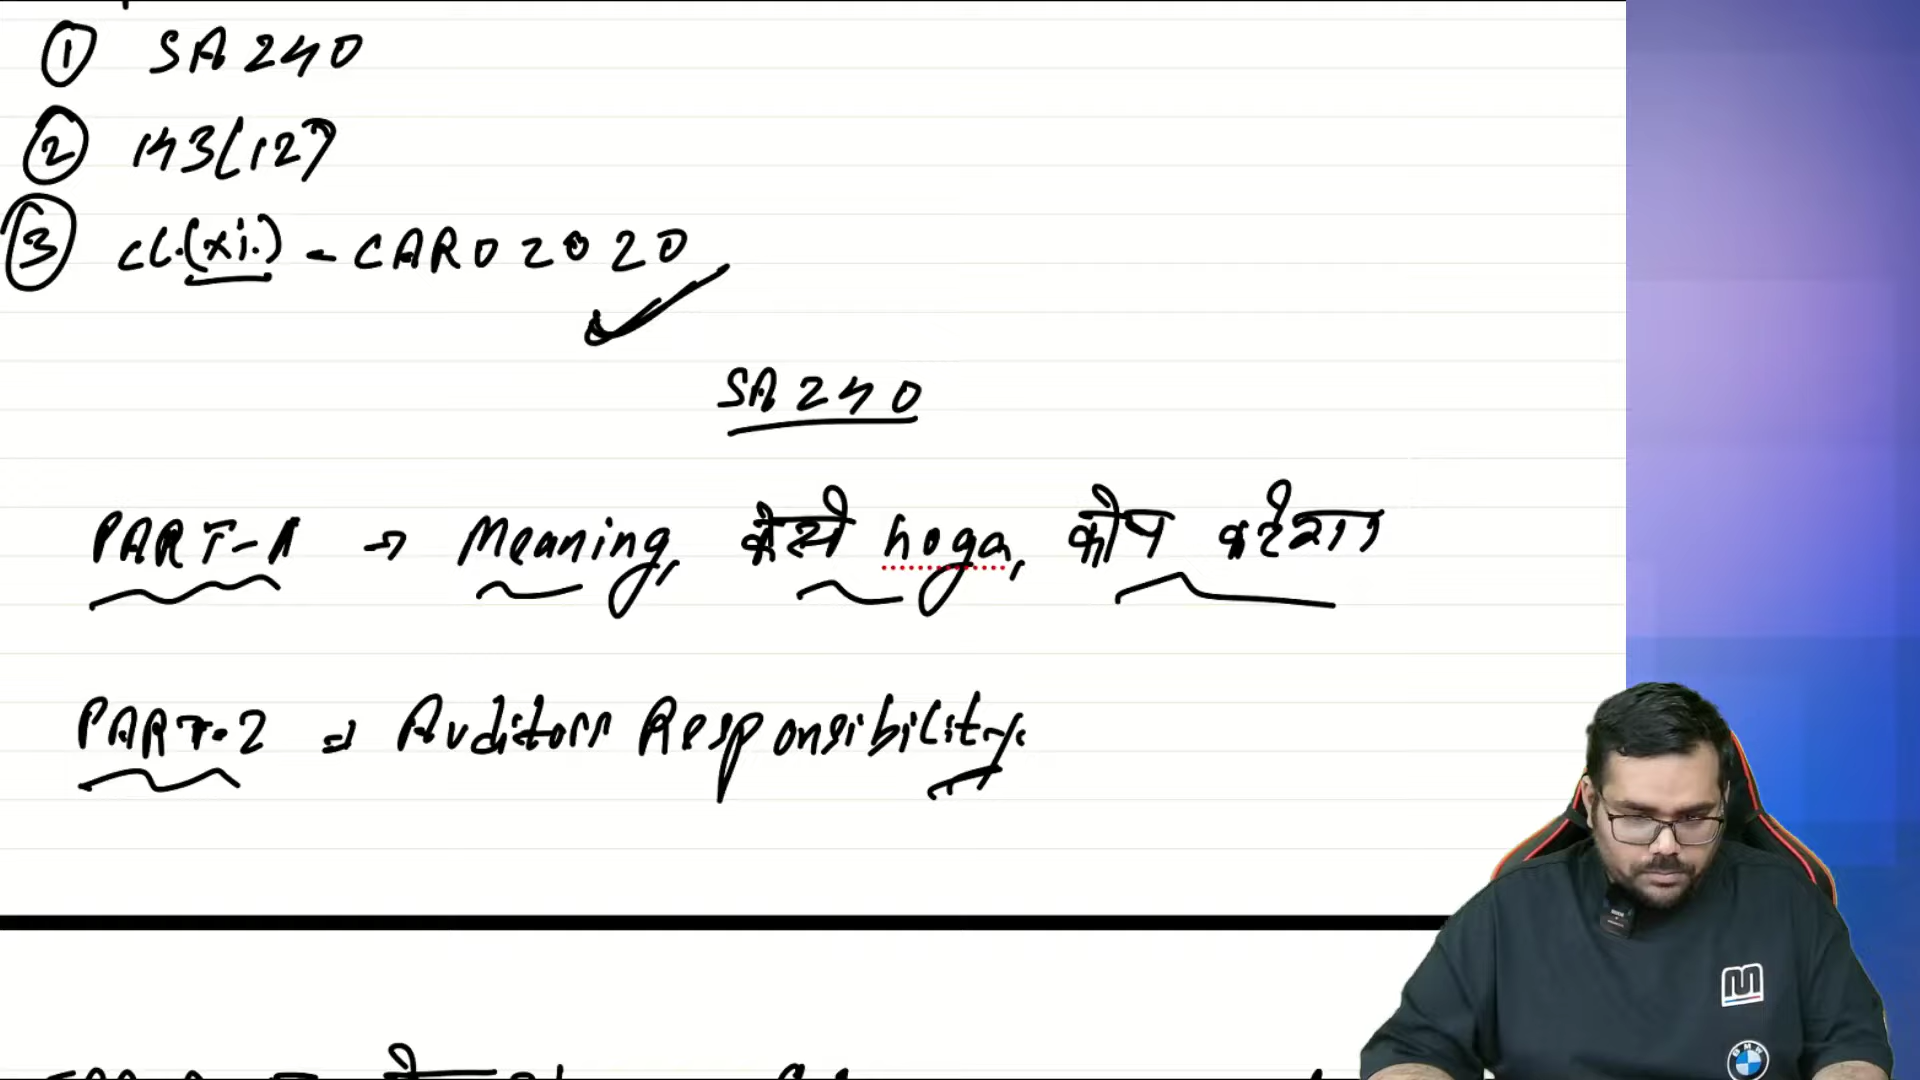 ① SA 240
② 143(12)
③ cl.(xi.) - CARO 2020
SA 240
PART-1 → Meaning, कैसे hoga, कौन करेगा
PART-2 → Auditors Responsibility
M
BMW